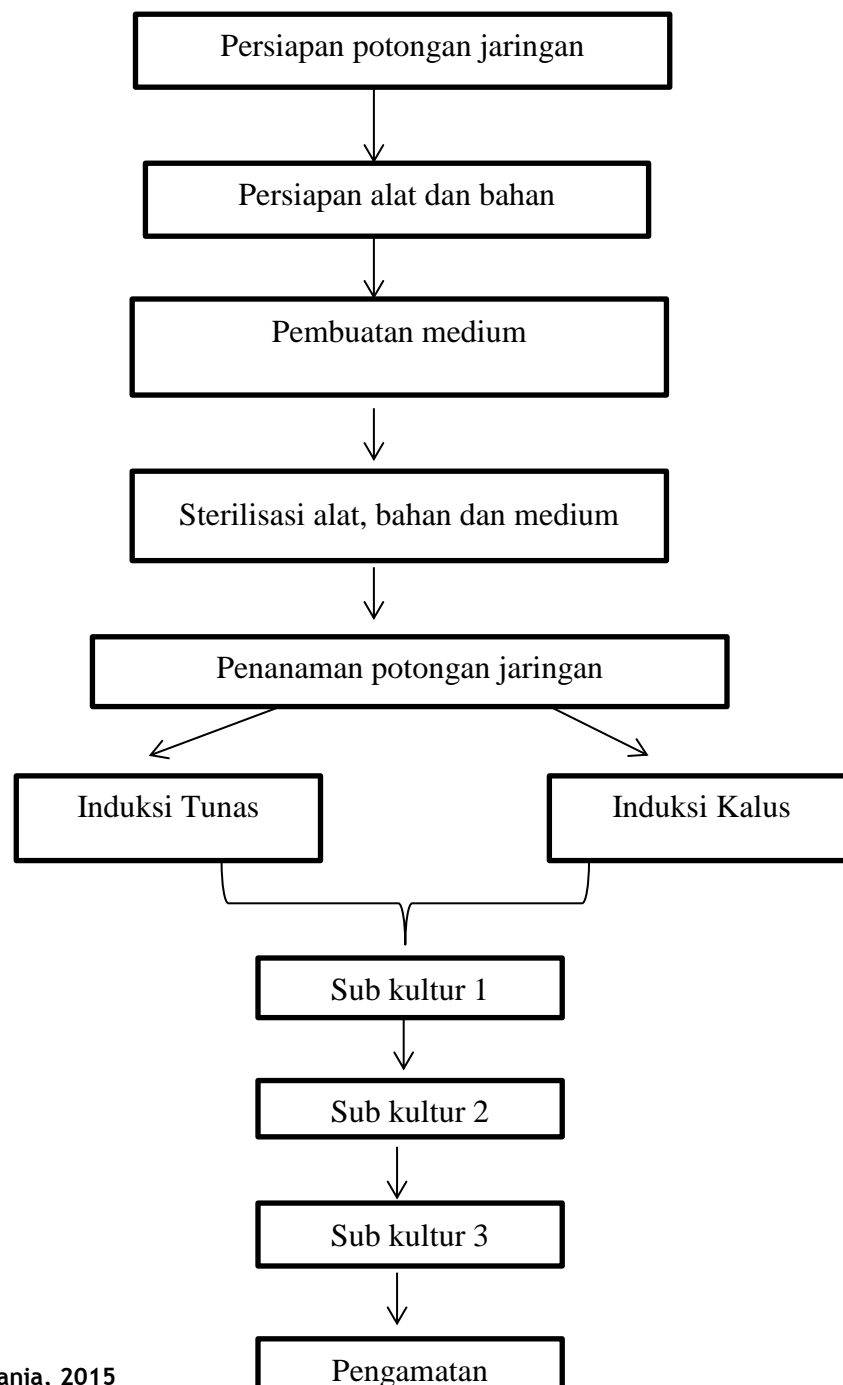 Persiapan potongan jaringan
Persiapan alat dan bahan
Pembuatan medium
Sterilisasi alat, bahan dan medium
Penanaman potongan jaringan
Induksi Tunas
Induksi Kalus
Sub kultur 1
Sub kultur 2
Sub kultur 3
Pengamatan
2015